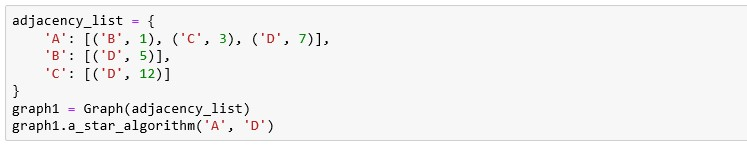 adjacency_list = {
    'A': [('B', 1), ('C', 3), ('D', 7)],
    'B': [('D', 5)],
    'C': [('D', 12)]
}
graph1 = Graph(adjacency_list)
graph1.a_star_algorithm('A', 'D')